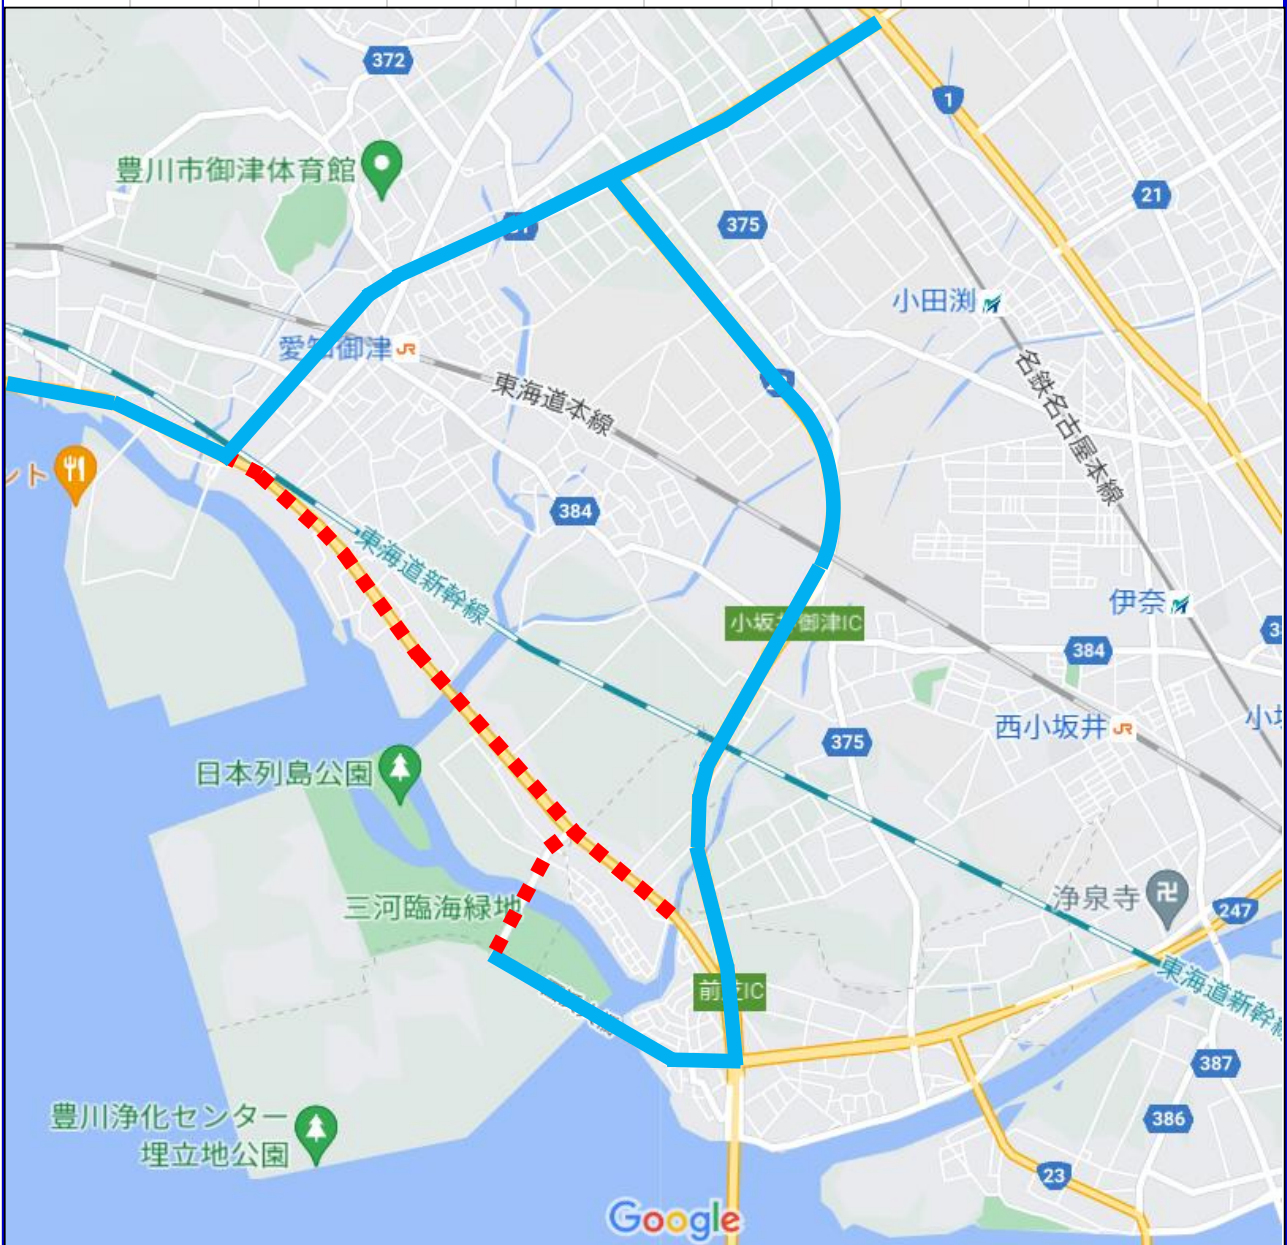 372
1
豊川市御津体育館
21
375
小田渕
愛知御津
東海道本線
名鉄名古屋本線
ント
384
東海道新幹線
伊奈
小坂井御津IC
384
西小坂井
375
日本列島公園
浄泉寺
三河臨海緑地
247
東海道新幹線
前芝IC
387
豊川浄化センター
埋立地公園
386
23
Google